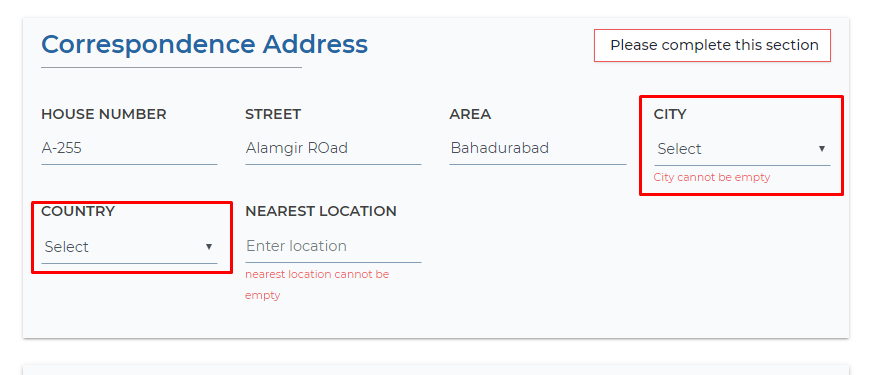 Correspondence Address
Please complete this section
HOUSE NUMBER
STREET
AREA
CITY
A-255
Alamgir ROad
Bahadurabad
Select
City cannot be empty
COUNTRY
NEAREST LOCATION
Select
Enter location
nearest location cannot be
empty